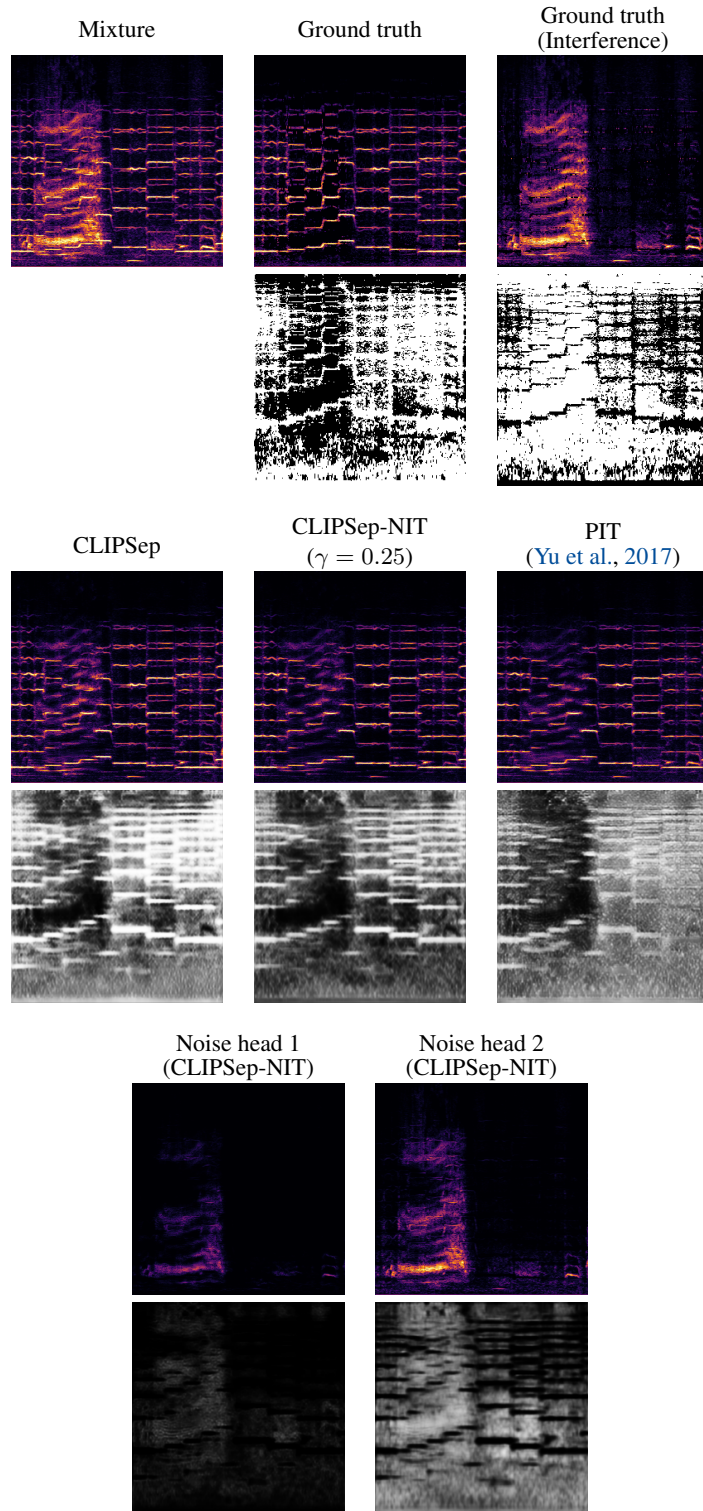 Mixture
Ground truth
Ground truth
(Interference)
CLIPSep
CLIPSep-NIT
(γ = 0.25)
PIT
(Yu et al., 2017)
Noise head 1
(CLIPSep-NIT)
Noise head 2
(CLIPSep-NIT)